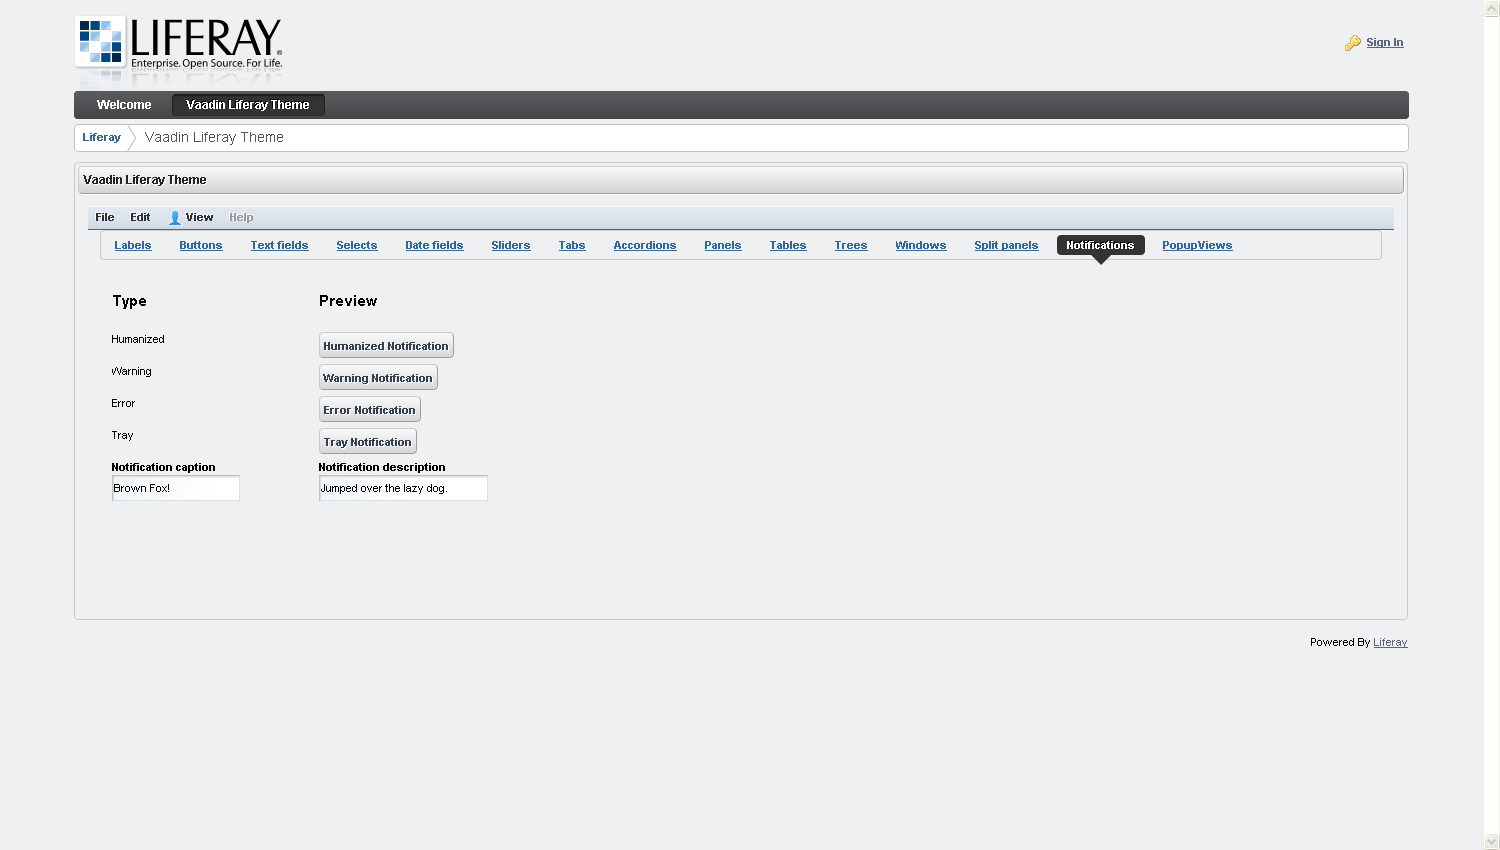 LIFERAY
Enterprise. Open Source. For Life.
Sign In
Welcome Vaadin Liferay Theme
Liferay Vaadin Liferay Theme
Vaadin Liferay Theme
File Edit View Help
Labels Buttons Text fields Selects Date fields Sliders Tabs Accordions Panels Tables Trees Windows Split panels Notifications PopupViews
Type Preview
Humanized Humanized Notification
Warning Warning Notification
Error Error Notification
Tray Tray Notification
Notification caption Notification description
Brown Fox! Jumped over the lazy dog.
Powered By Liferay